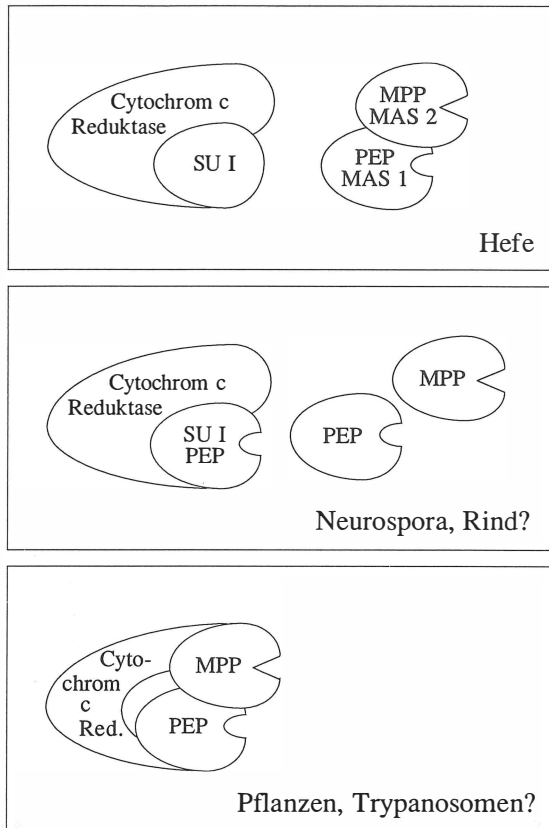 Cytochrom c
Reduktase
SU I
MPP
MAS 2
PEP
MAS 1
Hefe
Cytochrom c
Reduktase
SU I
PEP
PEP
MPP
Neurospora, Rind?
Cyto-
chrom
c
Red.
MPP
PEP
Pflanzen, Trypanosomen?